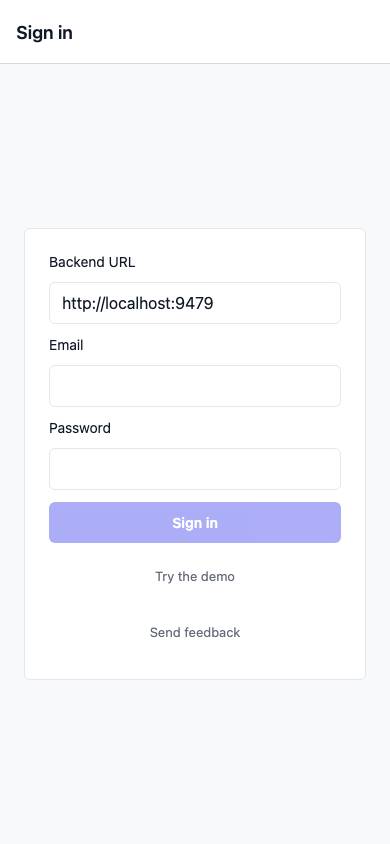 Sign in
Backend URL
http://localhost:9479
Email
Password
Sign in
Try the demo
Send feedback